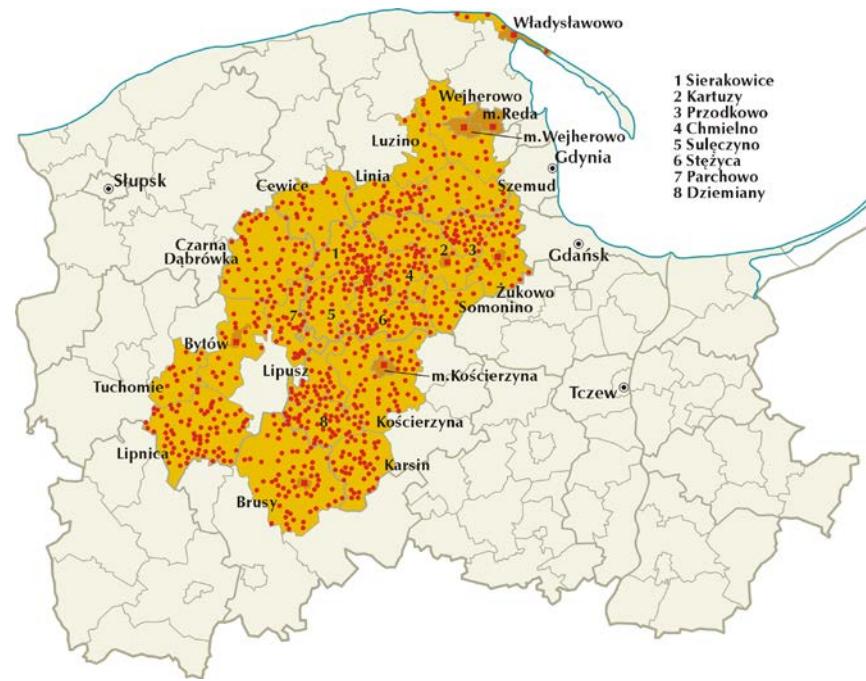 Władysławowo
1 Sierakowice
2 Kartuzy
3 Przodkowo
4 Chmielno
5 Sulęczyno
6 Stężyca
7 Parchowo
8 Dziemiany
Wejherowo
m.Reda
Luzino
m.Wejherowo
Gdynia
Linia
Słupsk
Cewice
Szemud
Czarna
Dąbrówka
1
2
3
Gdańsk
4
Żukowo
7
5
6
Somonino
Bytów
Lipusz
m.Kościerzyna
Tuchomie
Tczew
8
Kościerzyna
Lipnica
Karsin
Brusy